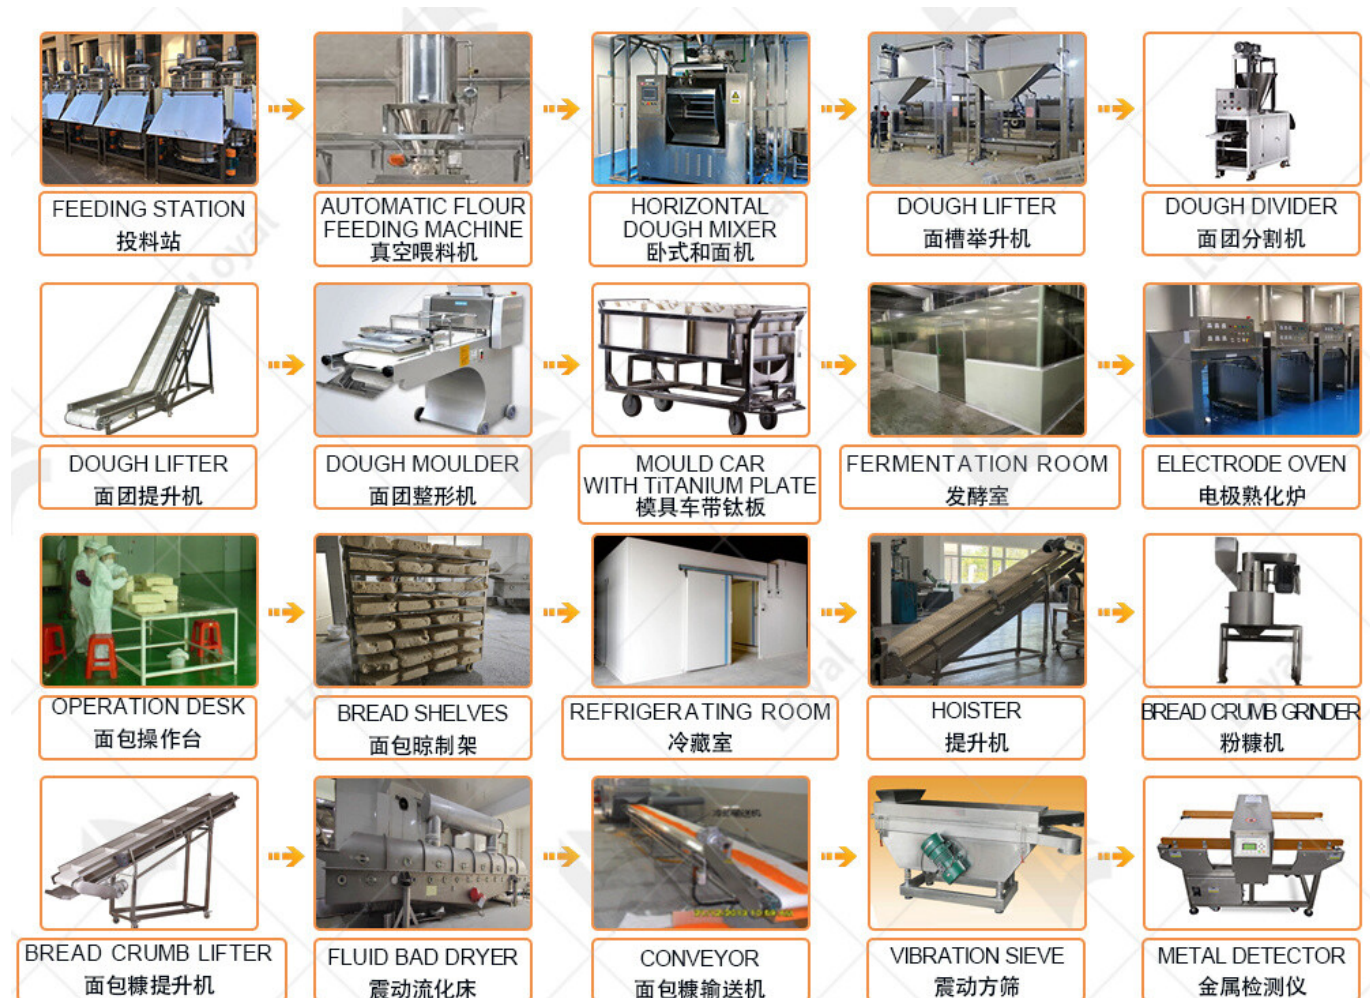 FEEDING STATION
投料站
AUTOMATIC FLOUR
FEEDING MACHINE
真空喂料机
HORIZONTAL
DOUGH MIXER
卧式和面机
DOUGH LIFTER
面槽举升机
DOUGH DIVIDER
面团分割机
DOUGH LIFTER
面团提升机
DOUGH MOULDER
面团整形机
MOULD CAR
WITH TiTANIUM PLATE
模具车带钛板
FERMENTATION ROOM
发酵室
ELECTRODE OVEN
电极熟化炉
OPERATION DESK
面包操作台
BREAD SHELVES
面包晾制架
REFRIGERATING ROOM
冷藏室
HOISTER
提升机
BREAD CRUMB GRINDER
粉糠机
BREAD CRUMB LIFTER
面包糠提升机
FLUID BAD DRYER
震动流化床
CONVEYOR
面包糠输送机
VIBRATION SIEVE
震动方筛
METAL DETECTOR
金属检测仪
Loyal
Loyal
Loyal
Loyal
Loyal